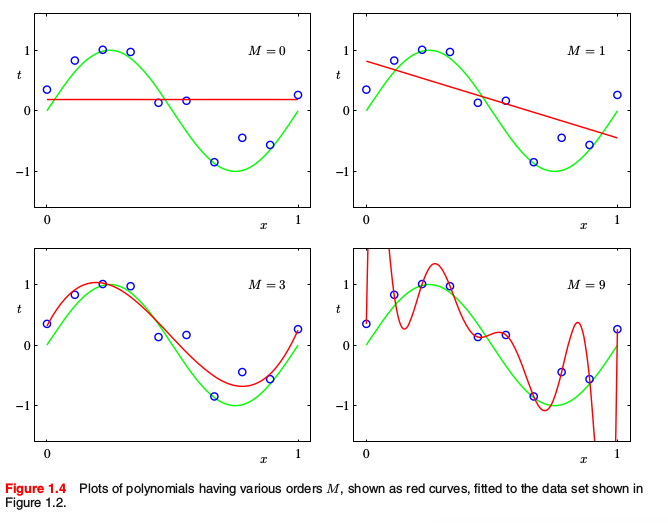 1
t
0
−1
0
x
1
M = 0
1
t
0
−1
0
x
1
M = 1
1
t
0
−1
0
x
1
M = 3
1
t
0
−1
0
x
1
M = 9
Figure 1.4 Plots of polynomials having various orders M, shown as red curves, fitted to the data set shown in
Figure 1.2.